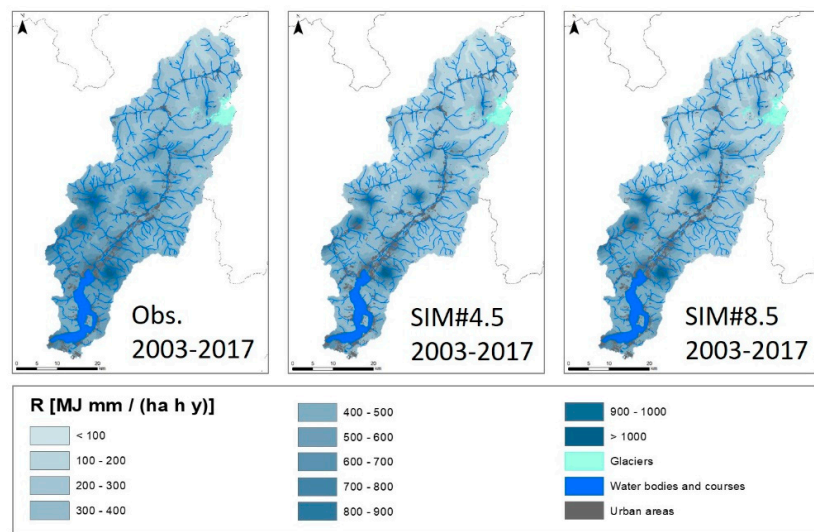 Obs.
2003-2017
SIM#4.5
2003-2017
SIM#8.5
2003-2017
R [MJ mm / (ha h y)]
< 100
100 - 200
200 - 300
300 - 400
400 - 500
500 - 600
600 - 700
700 - 800
800 - 900
900 - 1000
> 1000
Glaciers
Water bodies and courses
Urban areas